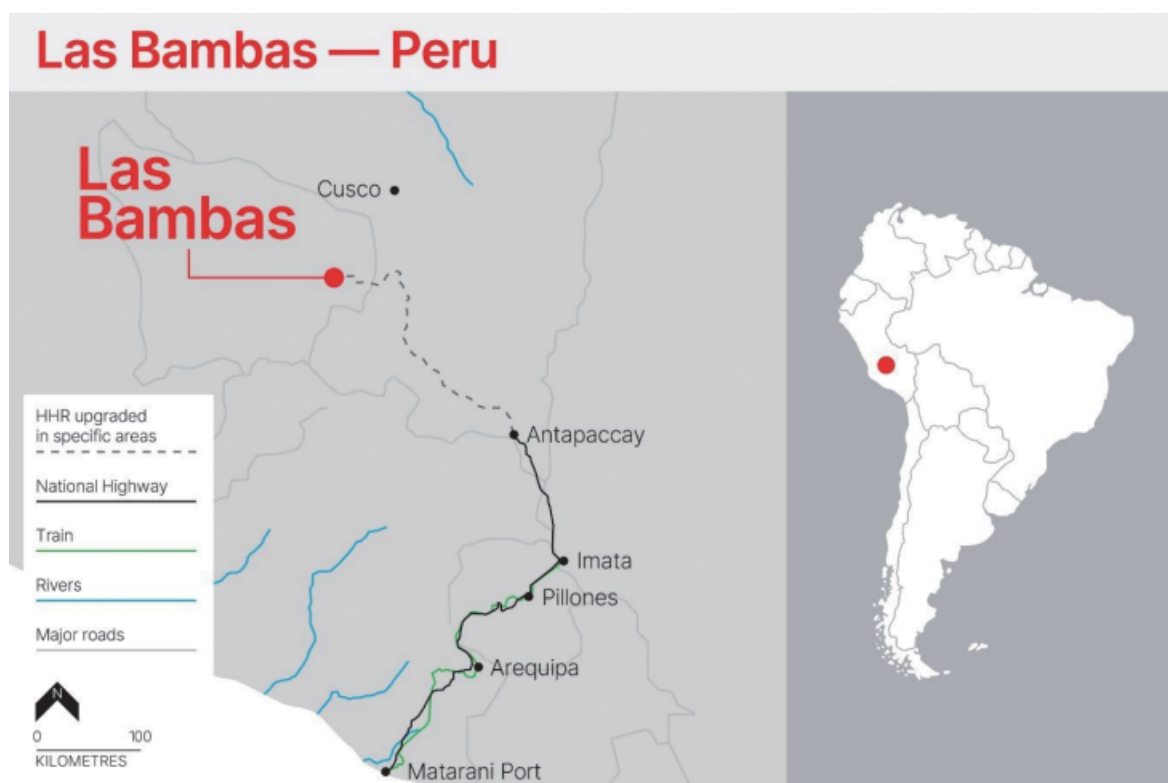 Las Bambas — Peru
Las
Bambas
Cusco
Antapaccay
Imata
Pillones
Arequipa
Matarani Port
HHR upgraded
in specific areas
National Highway
Train
Rivers
Major roads
N
0 100
KILOMETRES